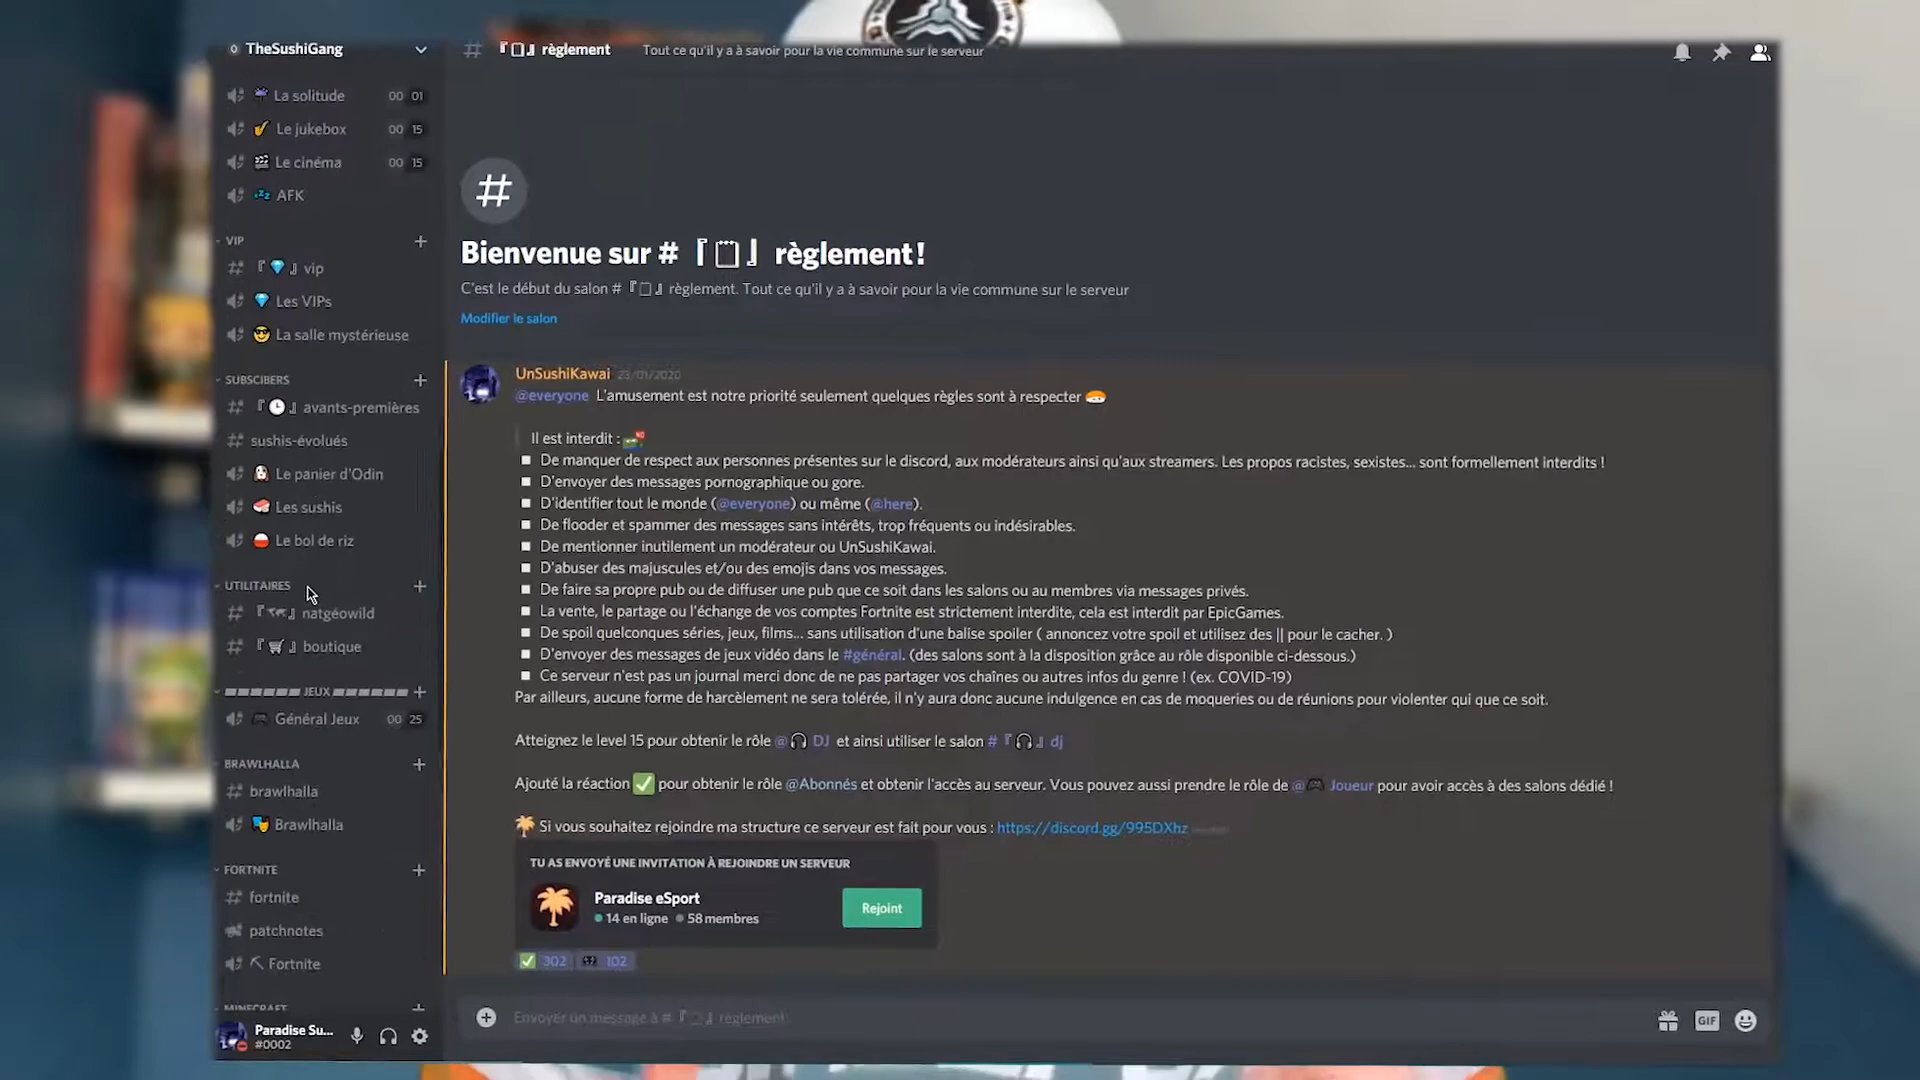 TheSushiGang
La solitude 00 01
Le jukebox 00 15
Le cinéma 00 15
AFK
VIP
『💎』vip
Les VIPs
La salle mystérieuse
SUBSCIBERS
『🕒』avants-premières
sushis-évolués
Le panier d'Odin
Les sushis
Le bol de riz
UTILITAIRES
『🗺』natgéowild
『🛒』boutique
JEUX
Général Jeux 00 25
BRAWLHALLA
brawlhalla
Brawlhalla
FORTNITE
fortnite
patchnotes
Fortnite
MINECRAFT
Paradise Su...
#0002
# 『📋』règlement Tout ce qu'il y a à savoir pour la vie commune sur le serveur
#
Bienvenue sur # 『📋』 règlement!
C'est le début du salon # 『📋』 règlement. Tout ce qu'il y a à savoir pour la vie commune sur le serveur
Modifier le salon
UnSushiKawai 23/01/2020
@everyone L'amusement est notre priorité seulement quelques règles sont à respecter
Il est interdit :
De manquer de respect aux personnes présentes sur le discord, aux modérateurs ainsi qu'aux streamers. Les propos racistes, sexistes... sont formellement interdits !
D'envoyer des messages pornographique ou gore.
D'identifier tout le monde (@everyone) ou même (@here).
De flooder et spammer des messages sans intérêts, trop fréquents ou indésirables.
De mentionner inutilement un modérateur ou UnSushiKawai.
D'abuser des majuscules et/ou des emojis dans vos messages.
De faire sa propre pub ou de diffuser une pub que ce soit dans les salons ou au membres via messages privés.
La vente, le partage ou l'échange de vos comptes Fortnite est strictement interdite, cela est interdit par EpicGames.
De spoil quelconques séries, jeux, films... sans utilisation d'une balise spoiler ( annoncez votre spoil et utilisez des || pour le cacher. )
D'envoyer des messages de jeux vidéo dans le #général. (des salons sont à la disposition grâce au rôle disponible ci-dessous.)
Ce serveur n'est pas un journal merci donc de ne pas partager vos chaînes ou autres infos du genre ! (ex. COVID-19)
Par ailleurs, aucune forme de harcèlement ne sera tolérée, il n'y aura donc aucune indulgence en cas de moqueries ou de réunions pour violenter qui que ce soit.
Atteignez le level 15 pour obtenir le rôle @🎧 DJ et ainsi utiliser le salon # 『🎧』 dj
Ajouté la réaction ✅ pour obtenir le rôle @Abonnés et obtenir l'accès au serveur. Vous pouvez aussi prendre le rôle de @🎮 Joueur pour avoir accès à des salons dédié !
🌴 Si vous souhaitez rejoindre ma structure ce serveur est fait pour vous : https://discord.gg/995DXhz
TU AS ENVOYÉ UNE INVITATION À REJOINDRE UN SERVEUR
Paradise eSport
14 en ligne 58 membres
Rejoint
302 102
Envoyer un message à # 『📋』 règlement
GIF